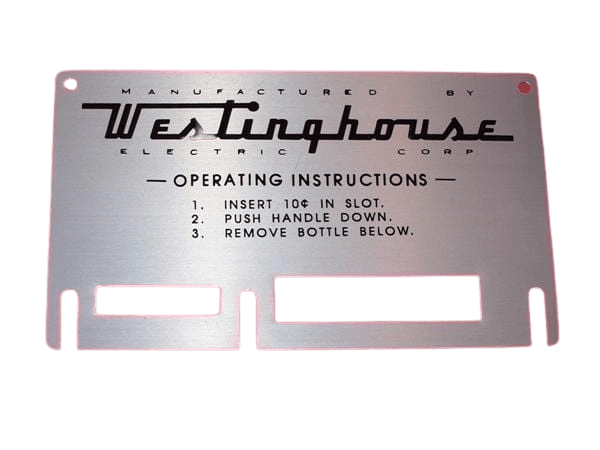 MANUFACTURED BY
Westinghouse
ELECTRIC CORP.
— OPERATING INSTRUCTIONS —
1. INSERT 10¢ IN SLOT.
2. PUSH HANDLE DOWN.
3. REMOVE BOTTLE BELOW.